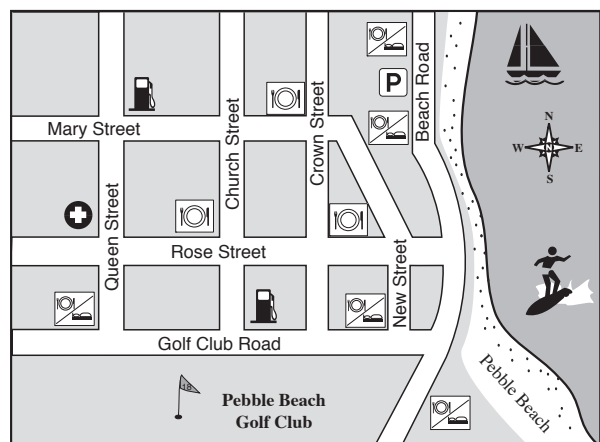 P
Beach Road
Mary Street
Church Street
Crown Street
N
W
N
E
S
Queen Street
Rose Street
New Street
Golf Club Road
18
Pebble Beach
Golf Club
Pebble Beach